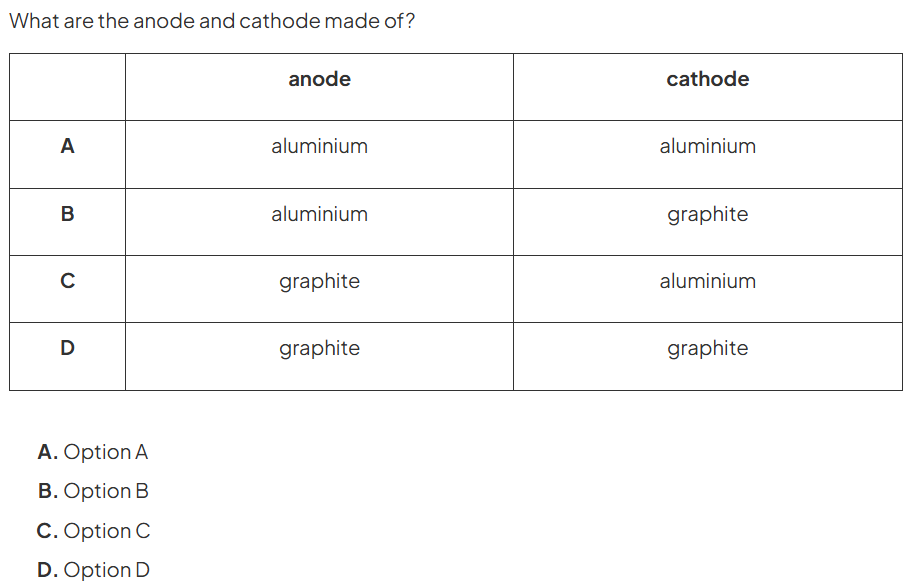 What are the anode and cathode made of?
anode cathode
A aluminium aluminium
B aluminium graphite
C graphite aluminium
D graphite graphite
A. Option A
B. Option B
C. Option C
D. Option D